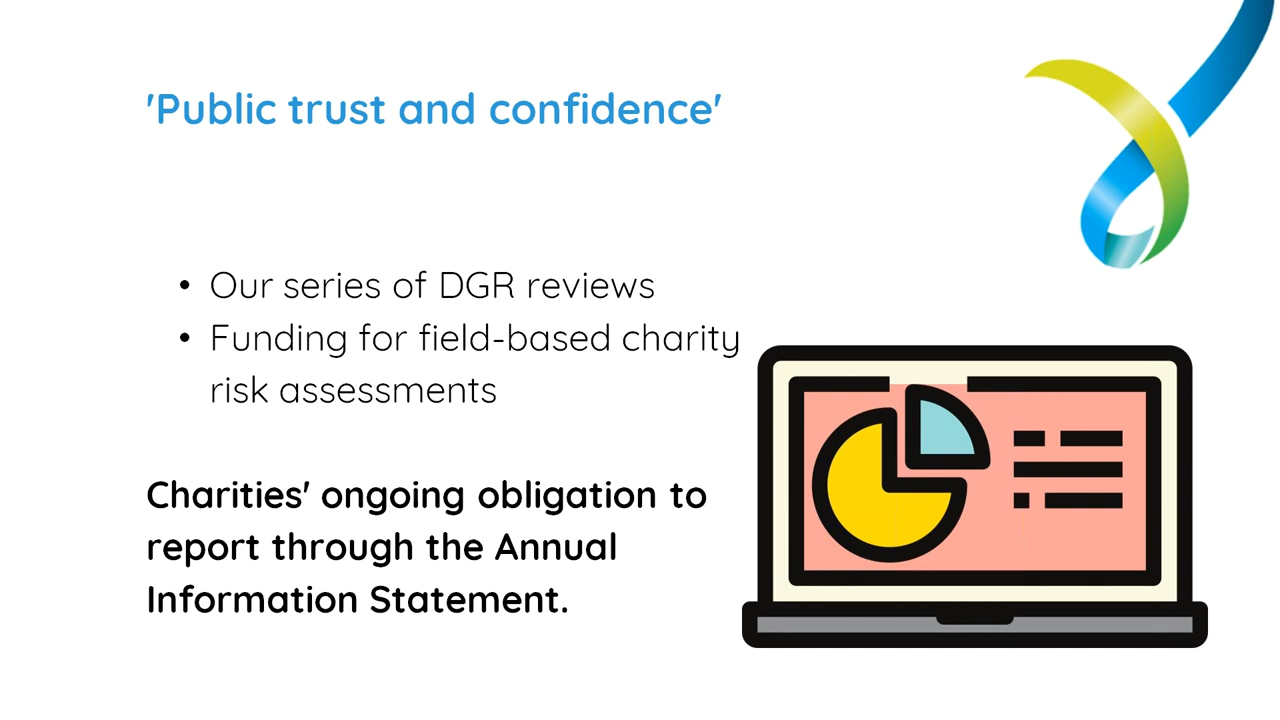 'Public trust and confidence'
• Our series of DGR reviews
• Funding for field-based charity
risk assessments
Charities' ongoing obligation to
report through the Annual
Information Statement.